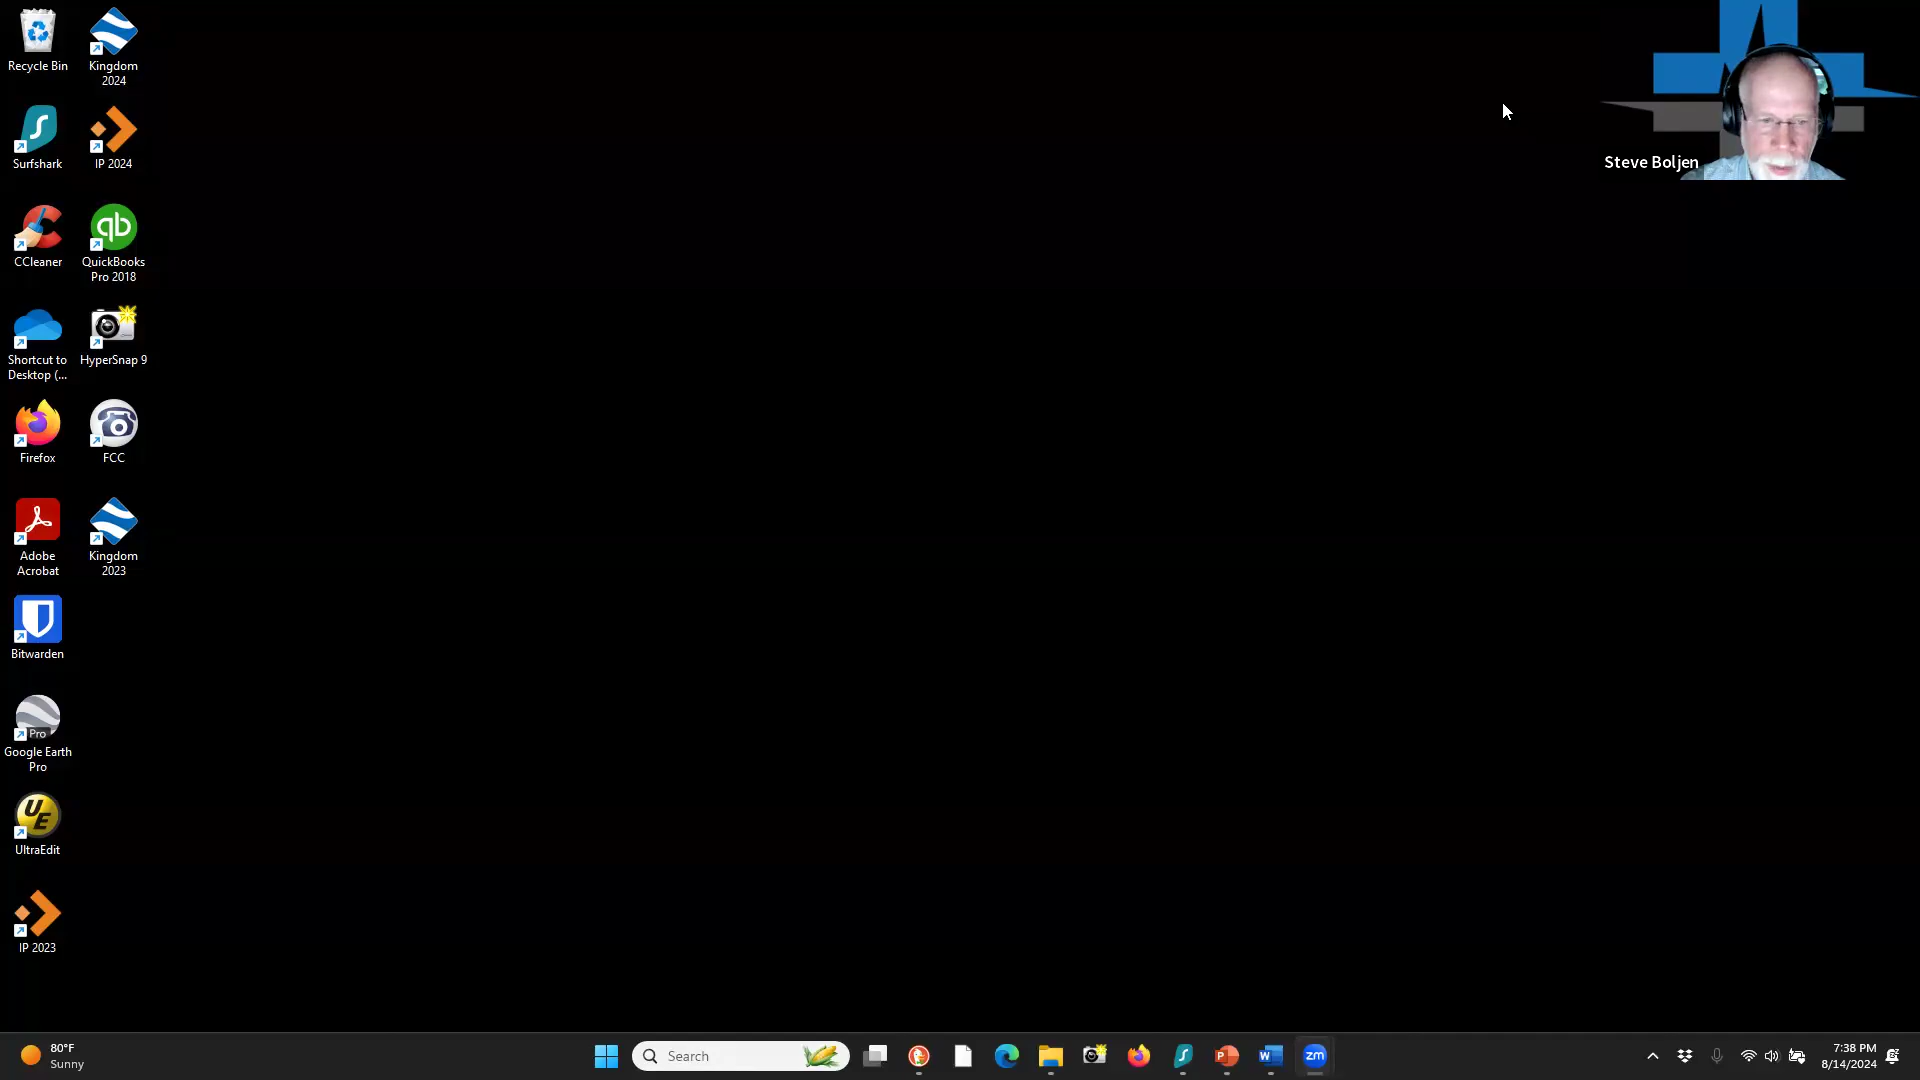 Recycle Bin
Kingdom
2024
Steve Boljen
Surfshark
IP 2024
CCleaner
QuickBooks
Pro 2018
Shortcut to
Desktop (...
HyperSnap 9
Firefox
FCC
Adobe
Acrobat
Kingdom
2023
Bitwarden
Pro
Google Earth
Pro
UE
UltraEdit
IP 2023
80°F
Sunny
Search
zm
7:38 PM
8/14/2024